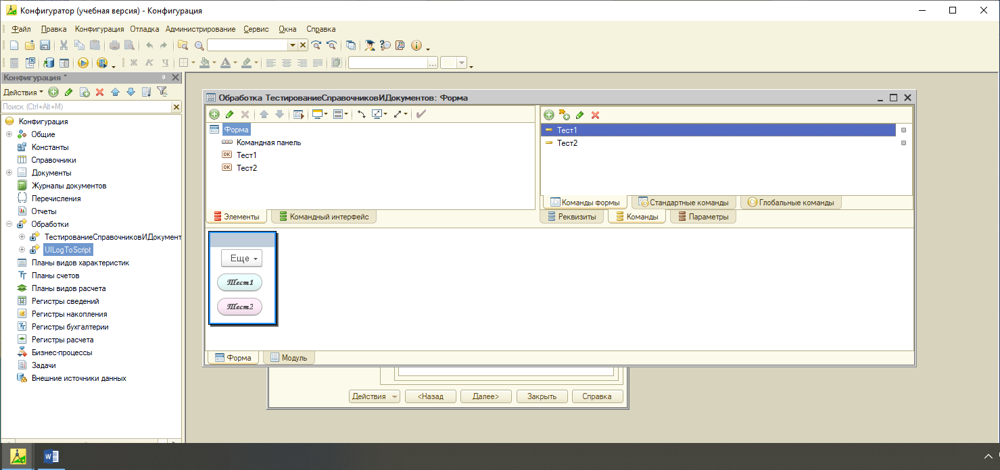 Конфигуратор (учебная версия) - Конфигурация
Файл Правка Конфигурация Отладка Администрирование Сервис Окна Справка
Ж К Ч
Конфигурация *
Действия
Поиск (Ctrl+Alt+M)
Конфигурация
Общие
Константы
Справочники
Документы
Журналы документов
Перечисления
Отчеты
Обработки
ТестированиеСправочниковИДокумент
UILogToScript
Планы видов характеристик
Планы счетов
Планы видов расчета
Регистры сведений
Регистры накопления
Регистры бухгалтерии
Регистры расчета
Бизнес-процессы
Задачи
Внешние источники данных
Обработка ТестированиеСправочниковИДокументов: Форма
Форма
Командная панель
OK Тест1
OK Тест2
Элементы Командный интерфейс
Тест1
Тест2
Команды формы Стандартные команды Глобальные команды
Реквизиты Команды Параметры
Еще
Тест1
Тест2
Форма Модуль
Действия <Назад Далее> Закрыть Справка